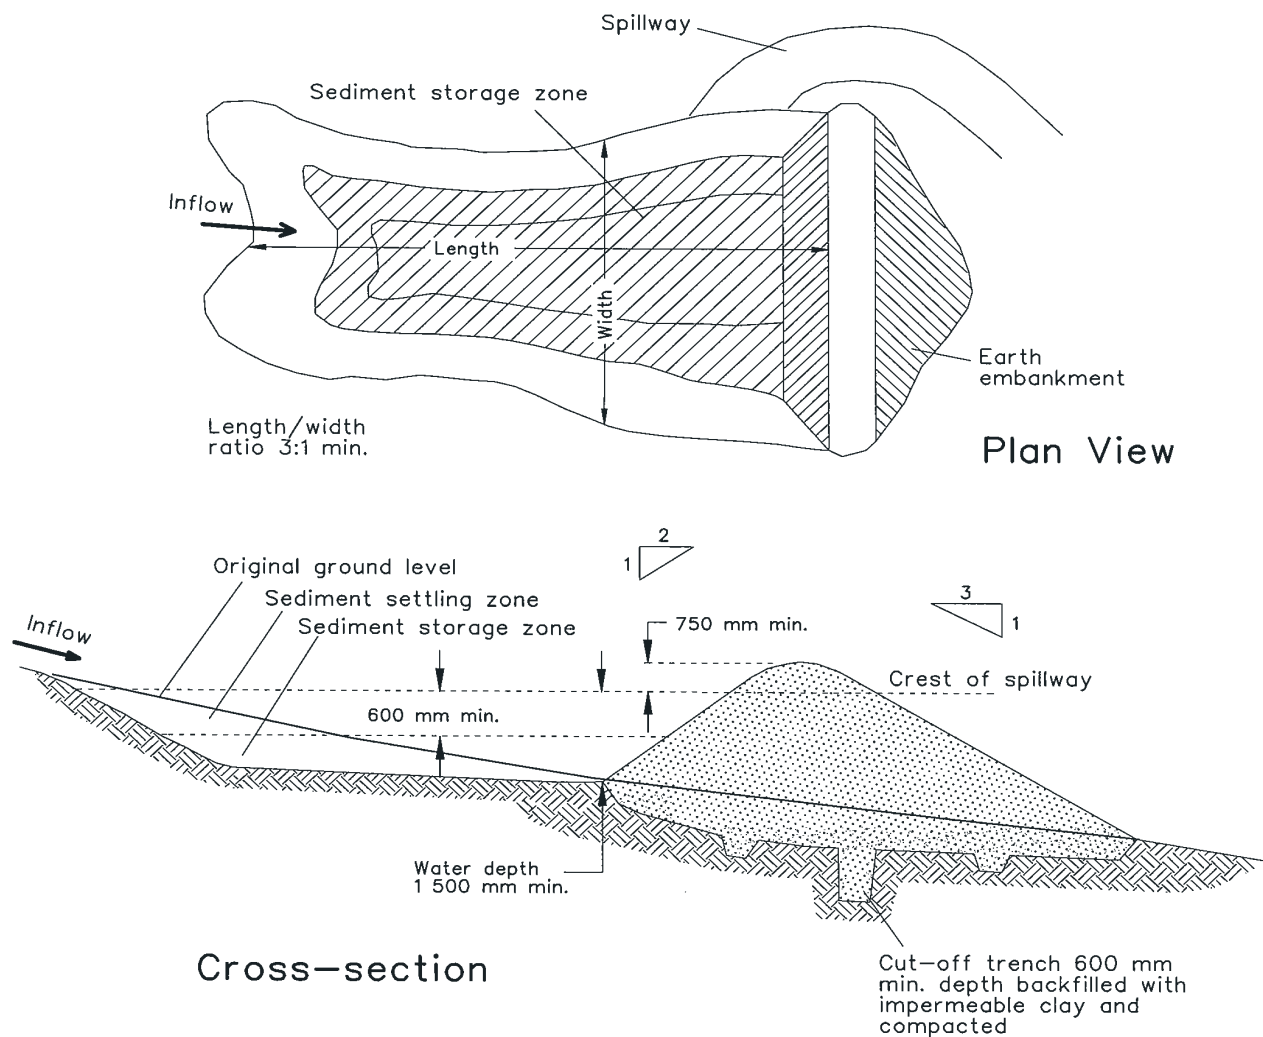 Spillway
Sediment storage zone
Inflow
Length
Width
Earth
embankment
Length/width
ratio 3:1 min.
Plan View
2
1
Original ground level
Sediment settling zone
Sediment storage zone
Inflow
3
1
750 mm min.
Crest of spillway
600 mm min.
Water depth
1 500 mm min.
Cross-section
Cut-off trench 600 mm
min. depth backfilled with
impermeable clay and
compacted